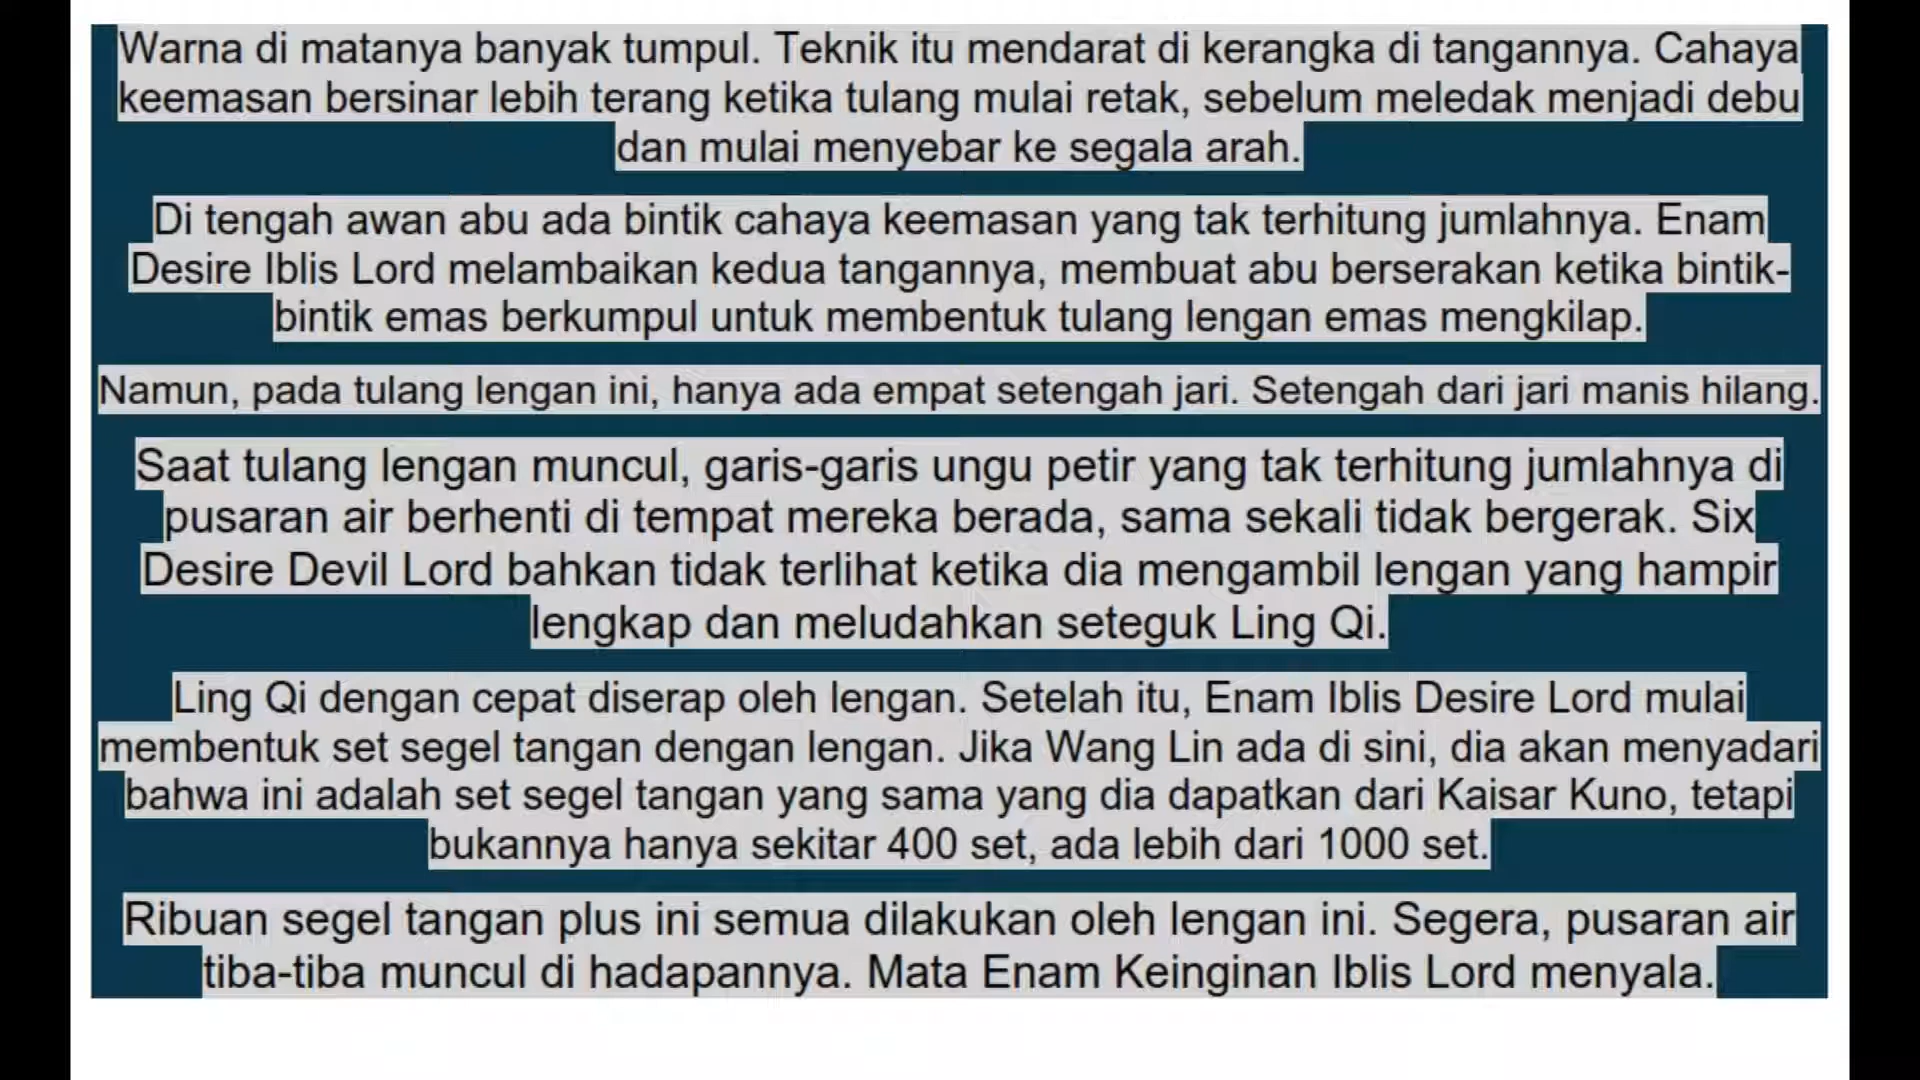 Warna di matanya banyak tumpul. Teknik itu mendarat di kerangka di tangannya. Cahaya
keemasan bersinar lebih terang ketika tulang mulai retak, sebelum meledak menjadi debu
dan mulai menyebar ke segala arah.
Di tengah awan abu ada bintik cahaya keemasan yang tak terhitung jumlahnya. Enam
Desire Iblis Lord melambaikan kedua tangannya, membuat abu berserakan ketika bintik-
bintik emas berkumpul untuk membentuk tulang lengan emas mengkilap.
Namun, pada tulang lengan ini, hanya ada empat setengah jari. Setengah dari jari manis hilang.
Saat tulang lengan muncul, garis-garis ungu petir yang tak terhitung jumlahnya di
pusaran air berhenti di tempat mereka berada, sama sekali tidak bergerak. Six
Desire Devil Lord bahkan tidak terlihat ketika dia mengambil lengan yang hampir
lengkap dan meludahkan seteguk Ling Qi.
Ling Qi dengan cepat diserap oleh lengan. Setelah itu, Enam Iblis Desire Lord mulai
membentuk set segel tangan dengan lengan. Jika Wang Lin ada di sini, dia akan menyadari
bahwa ini adalah set segel tangan yang sama yang dia dapatkan dari Kaisar Kuno, tetapi
bukannya hanya sekitar 400 set, ada lebih dari 1000 set.
Ribuan segel tangan plus ini semua dilakukan oleh lengan ini. Segera, pusaran air
tiba-tiba muncul di hadapannya. Mata Enam Keinginan Iblis Lord menyala.